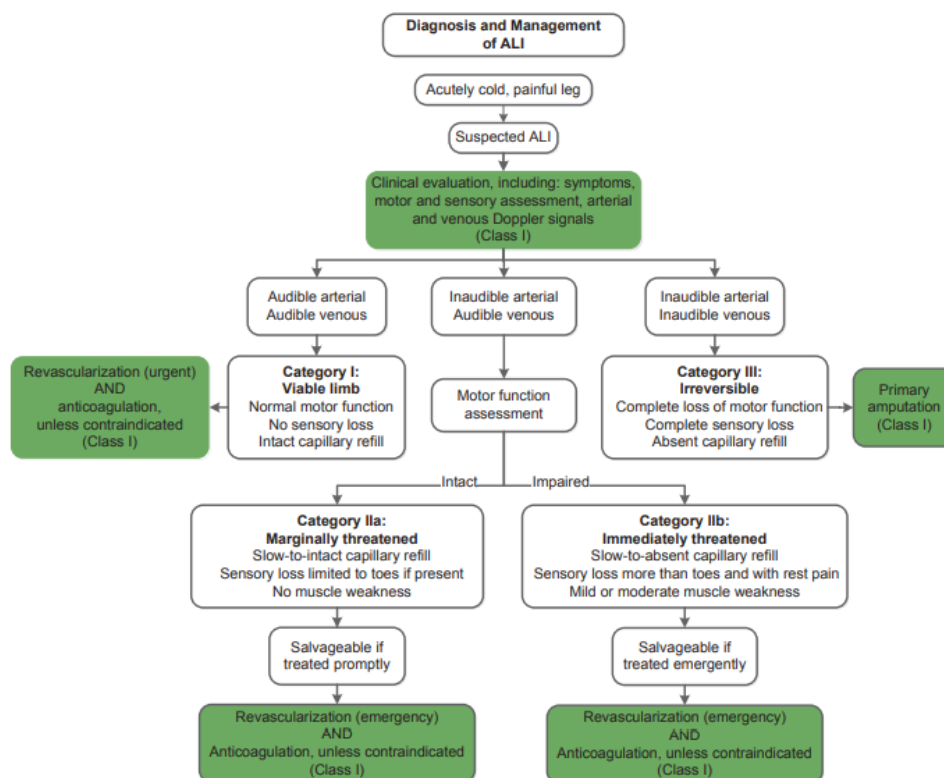 Diagnosis and Management
of ALI
Acutely cold, painful leg
Suspected ALI
Clinical evaluation, including: symptoms,
motor and sensory assessment, arterial
and venous Doppler signals
(Class I)
Audible arterial
Audible venous
Inaudible arterial
Audible venous
Inaudible arterial
Inaudible venous
Revascularization (urgent)
AND
anticoagulation,
unless contraindicated
(Class I)
Category I:
Viable limb
Normal motor function
No sensory loss
Intact capillary refill
Motor function
assessment
Category III:
Irreversible
Complete loss of motor function
Complete sensory loss
Absent capillary refill
Primary
amputation
(Class I)
Intact
Impaired
Category IIa:
Marginally threatened
Slow-to-intact capillary refill
Sensory loss limited to toes if present
No muscle weakness
Category IIb:
Immediately threatened
Slow-to-absent capillary refill
Sensory loss more than toes and with rest pain
Mild or moderate muscle weakness
Salvageable if
treated promptly
Salvageable if
treated emergently
Revascularization (emergency)
AND
Anticoagulation, unless contraindicated
(Class I)
Revascularization (emergency)
AND
Anticoagulation, unless contraindicated
(Class I)